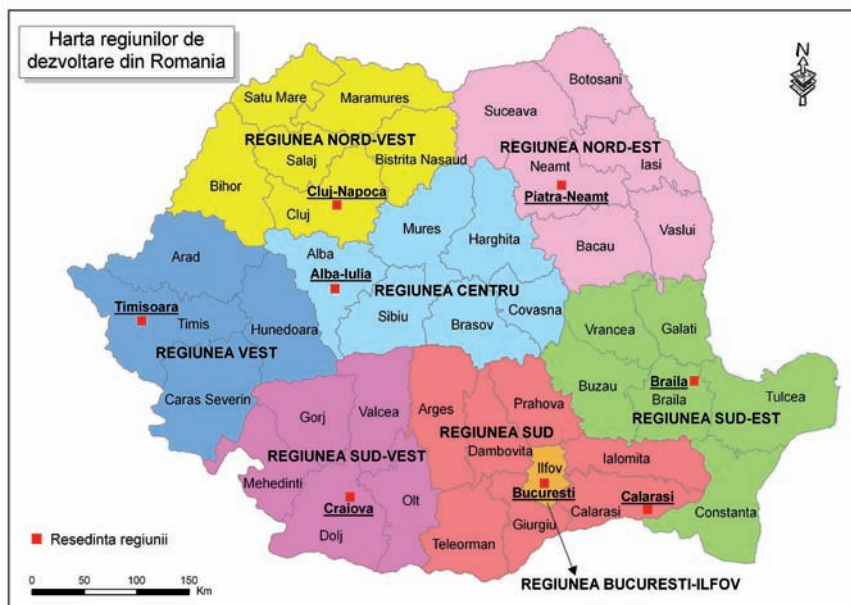 Harta regiunilor de
dezvoltare din Romania
N
Satu Mare
Maramures
Botosani
Suceava
REGIUNEA NORD-VEST
REGIUNEA NORD-EST
Salaj
Bistrita Nasaud
Neamt
Iasi
Bihor
Cluj-Napoca
Piatra-Neamt
Cluj
Mures
Harghita
Bacau
Vaslui
Arad
Alba
Alba-Iulia
REGIUNEA CENTRU
Timisoara
Timis
Hunedoara
Sibiu
Brasov
Covasna
Vrancea
Galati
REGIUNEA VEST
Caras Severin
Gorj
Valcea
Arges
Prahova
Buzau
Braila
Braila
Tulcea
REGIUNEA SUD-EST
REGIUNEA SUD
REGIUNEA SUD-VEST
Dambovita
Ilfov
Ialomita
Mehedinti
Olt
Bucuresti
Calarasi
Craiova
Dolj
Teleorman
Giurgiu
Calarasi
Constanta
Resedinta regiunii
REGIUNEA BUCURESTI-ILFOV
0 50 100 150
Km